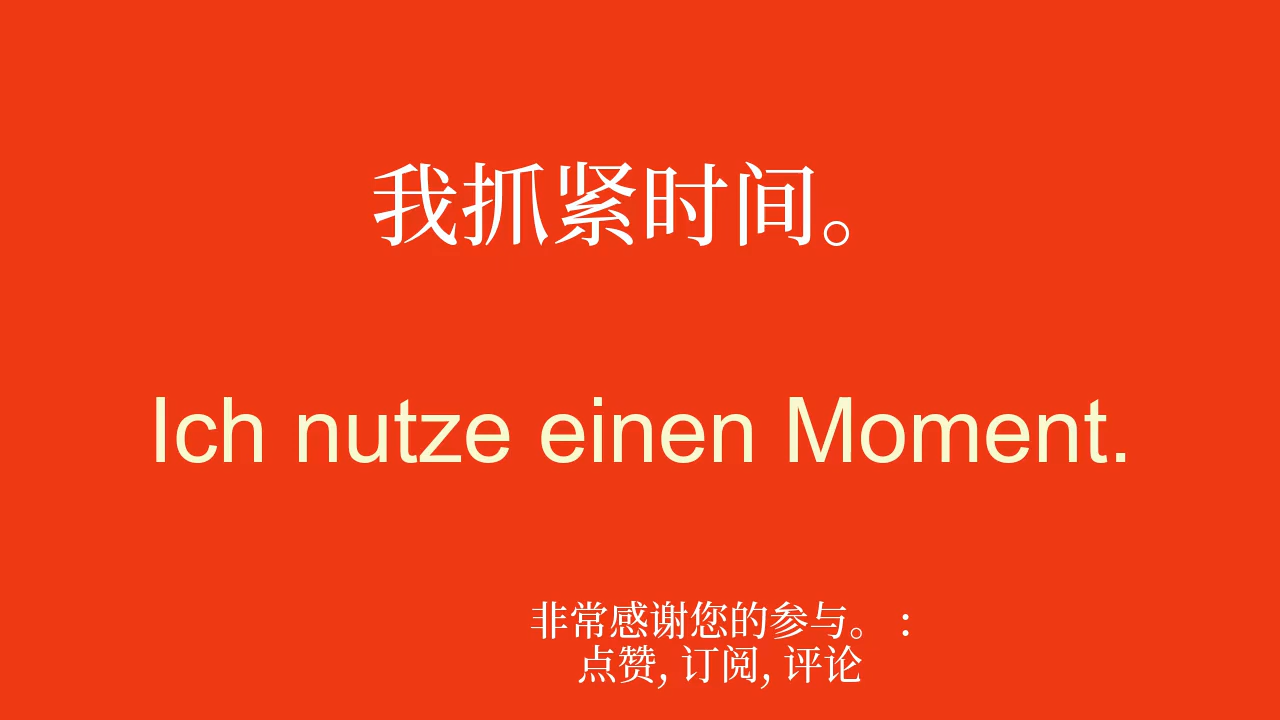 我抓紧时间。
Ich nutze einen Moment.
非常感谢您的参与。 :
点赞, 订阅, 评论